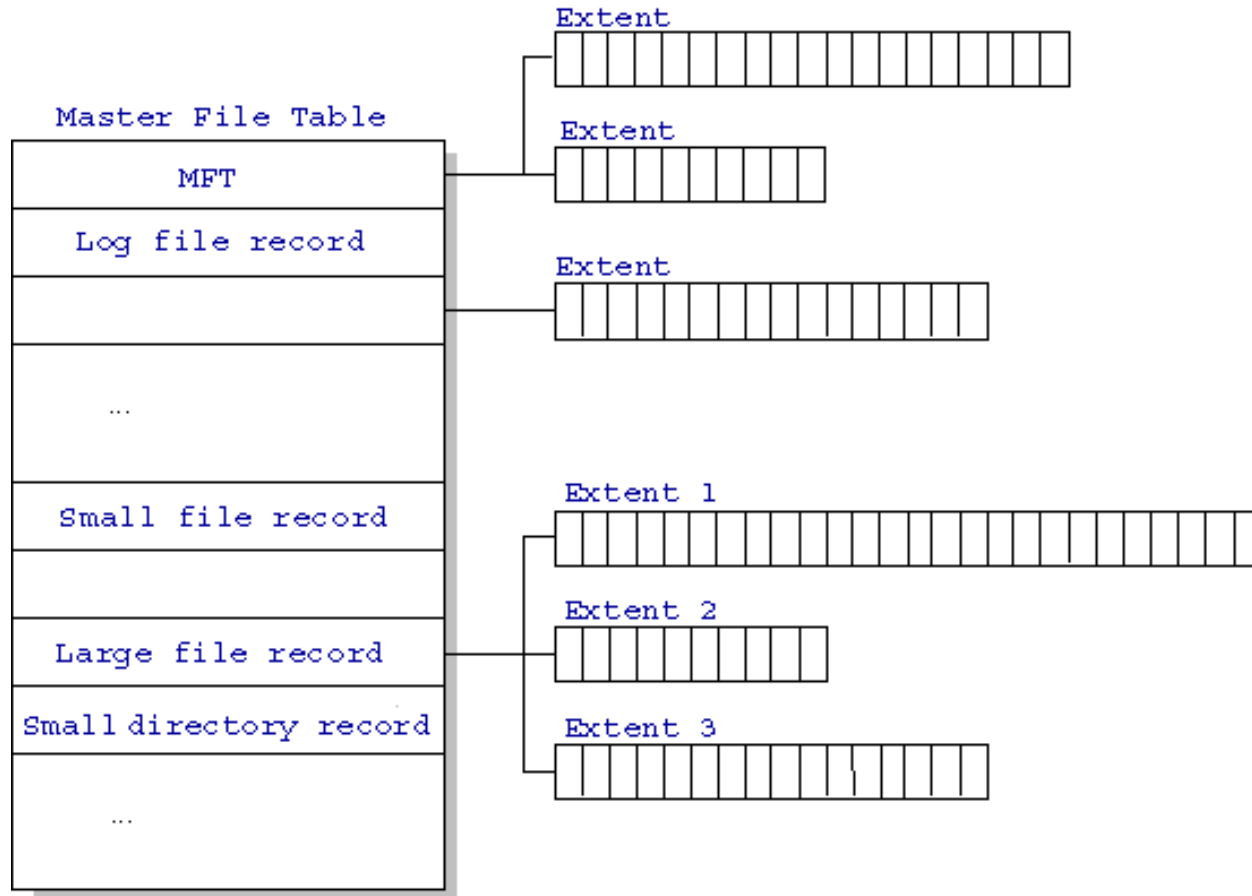 Extent
Master File Table
Extent
MFT
Log file record
Extent
...
Extent 1
Small file record
Extent 2
Large file record
Small directory record
Extent 3
...